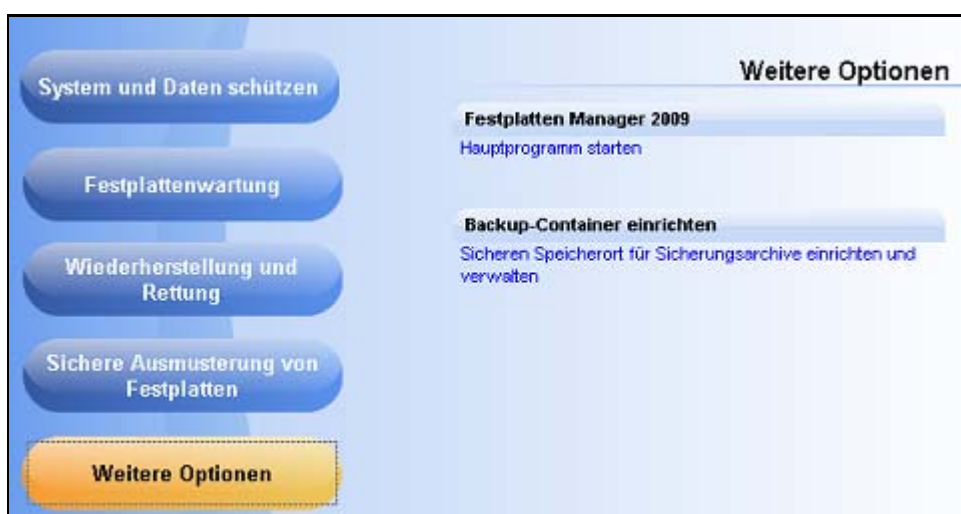 System und Daten schützen
Festplattenwartung
Wiederherstellung und
Rettung
Sichere Ausmusterung von
Festplatten
Weitere Optionen
Weitere Optionen
Festplatten Manager 2009
Hauptprogramm starten
Backup-Container einrichten
Sicheren Speicherort für Sicherungsarchive einrichten und
verwalten